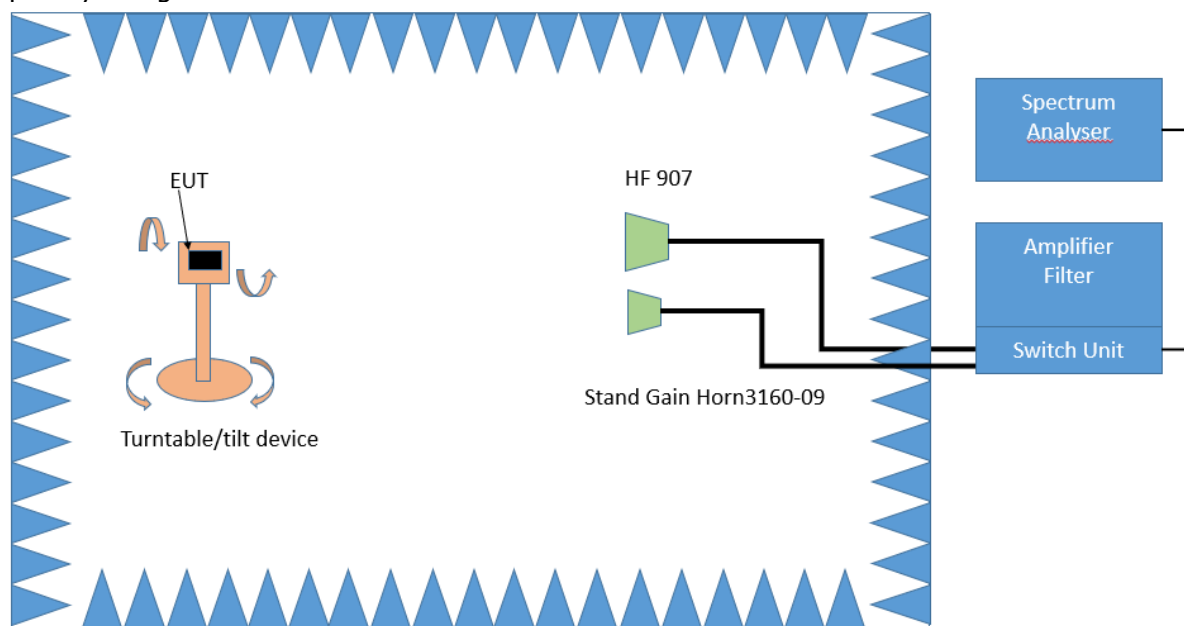 Spectrum
Analyser
EUT
HF 907
Amplifier
Filter
Switch Unit
Stand Gain Horn3160-09
Turntable/tilt device